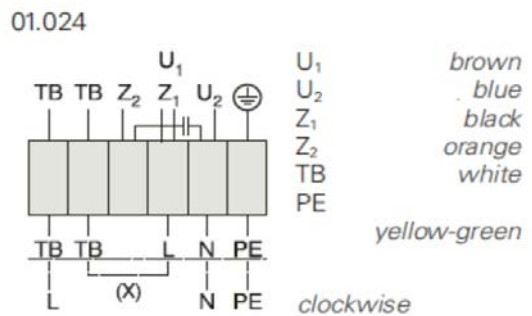 01.024
U₁
TB TB Z₂ Z₁ U₂
TB TB L N PE
(X)
L N PE
U₁ brown
U₂ . blue
Z₁ black
Z₂ orange
TB white
PE
yellow-green
clockwise